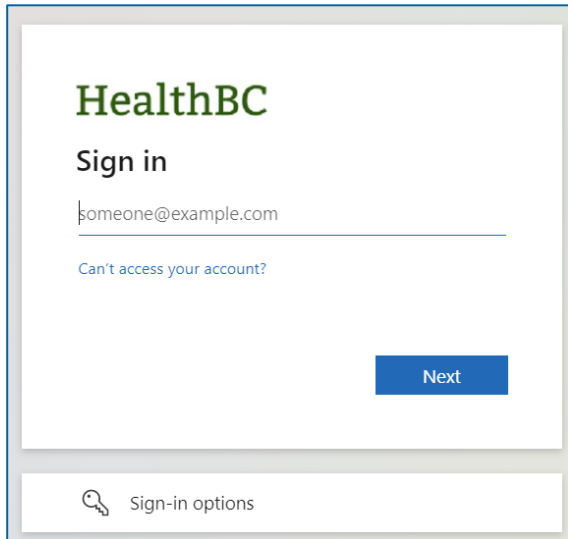 HealthBC
Sign in
someone@example.com
Can't access your account?
Next
Sign-in options